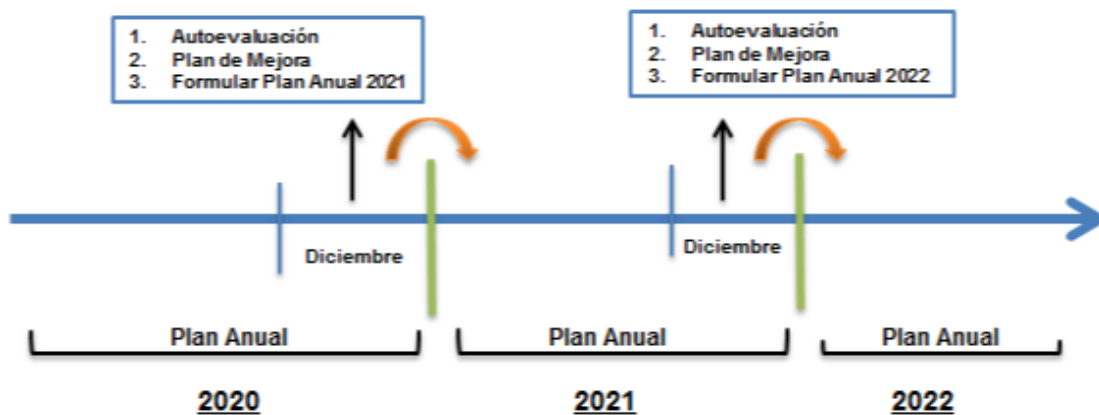 1. Autoevaluación
2. Plan de Mejora
3. Formular Plan Anual 2021
1. Autoevaluación
2. Plan de Mejora
3. Formular Plan Anual 2022
Diciembre
Diciembre
Plan Anual
Plan Anual
Plan Anual
2020
2021
2022